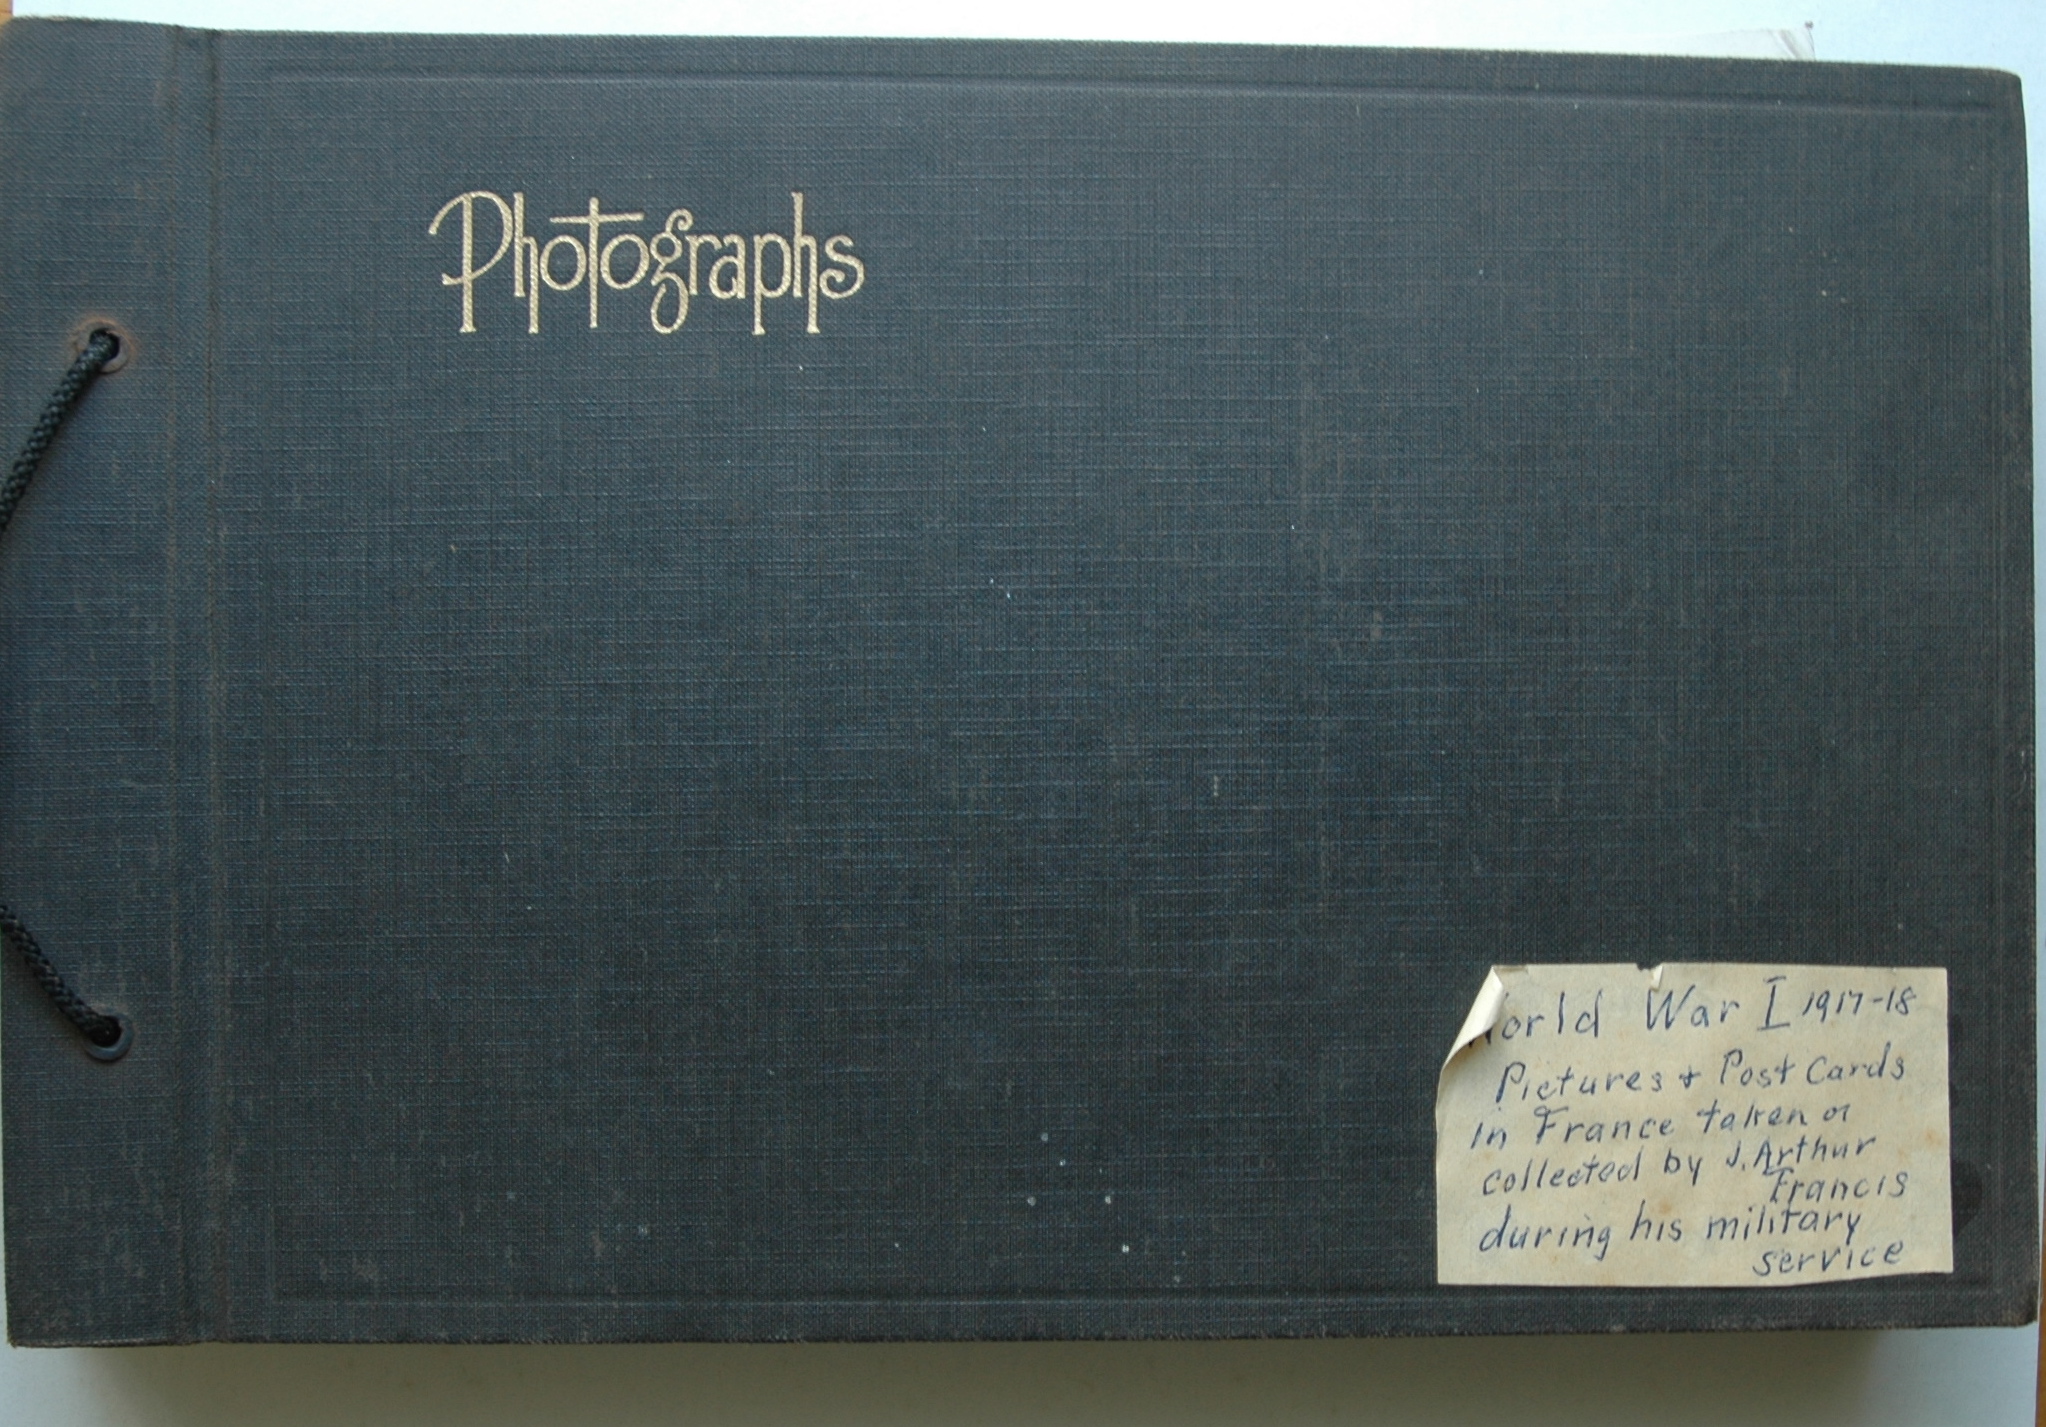 Photographs
World War I 1917-18
Pictures + Post Cards
in France taken or
collected by J. Arthur
Francis
during his military
service